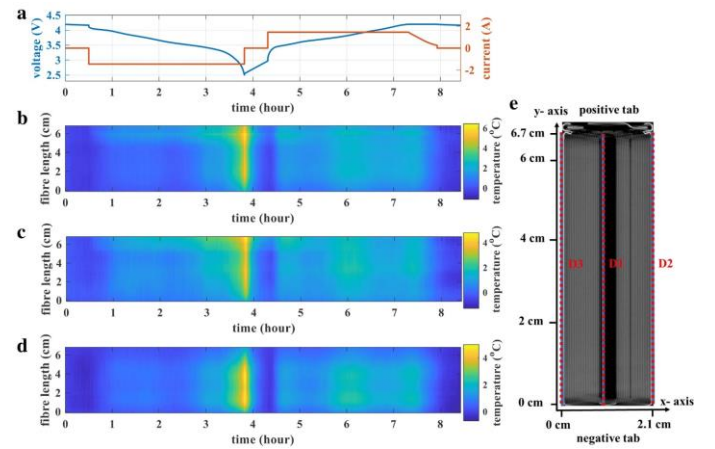 a
voltage (V)
4.5
4
3.5
3
2.5
2
0
-2
current (A)
0 1 2 3 4 5 6 7 8
time (hour)
b
fibre length (cm)
6
4
2
0
0 1 2 3 4 5 6 7 8
time (hour)
6
4
2
0
temperature (°C)
c
fibre length (cm)
6
4
2
0
0 1 2 3 4 5 6 7 8
time (hour)
4
2
0
temperature (°C)
d
fibre length (cm)
6
4
2
0
0 1 2 3 4 5 6 7 8
time (hour)
4
2
0
temperature (°C)
e
y- axis positive tab
6.7 cm
6 cm
4 cm
D3 D1 D2
2 cm
0 cm
x- axis
0 cm 2.1 cm
negative tab